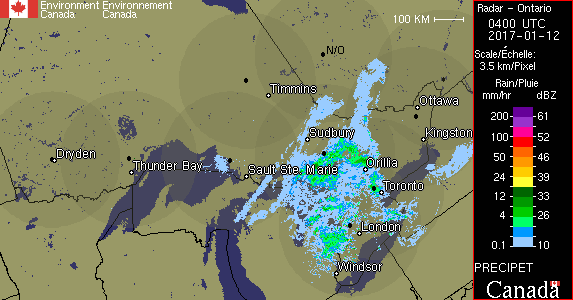 Environment Environnement
Canada Canada
100 KM
N/O
Timmins
Ottawa
Sudbury
Kingston
Dryden
Thunder Bay
Sault Ste. Marie
Orillia
Toronto
London
Windsor
Radar - Ontario
0400 UTC
2017-01-12
Scale/Échelle:
3.5 km/Pixel
Rain/Pluie
mm/hr dBZ
200 61
100 52
50 46
24 39
12 33
4 26
2 20
0.1 10
PRECIPET
Canada